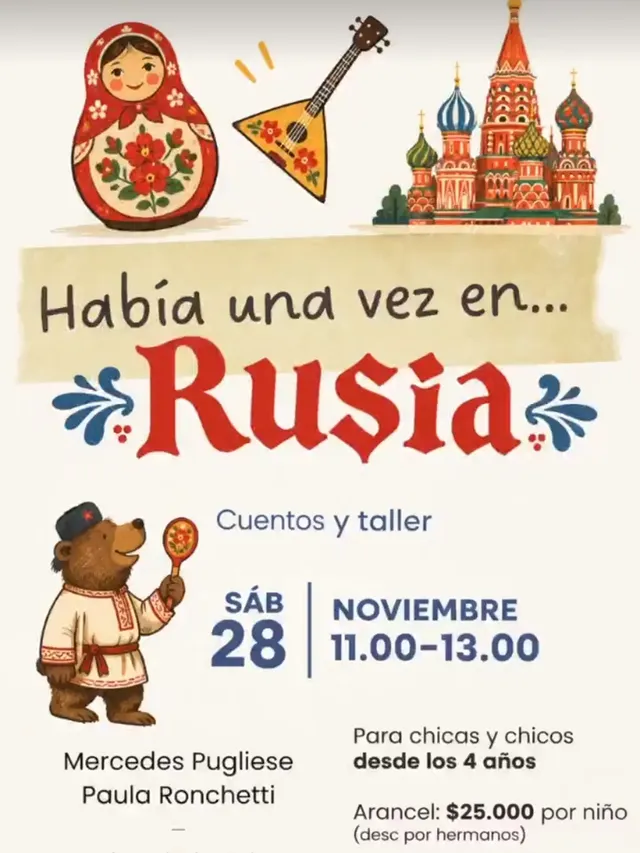 Había una vez en...
Rusia
Cuentos y taller
SÁB
28
NOVIEMBRE
11.00-13.00
Mercedes Pugliese
Paula Ronchetti
Para chicas y chicos
desde los 4 años
Arancel: $25.000 por niño
(desc por hermanos)